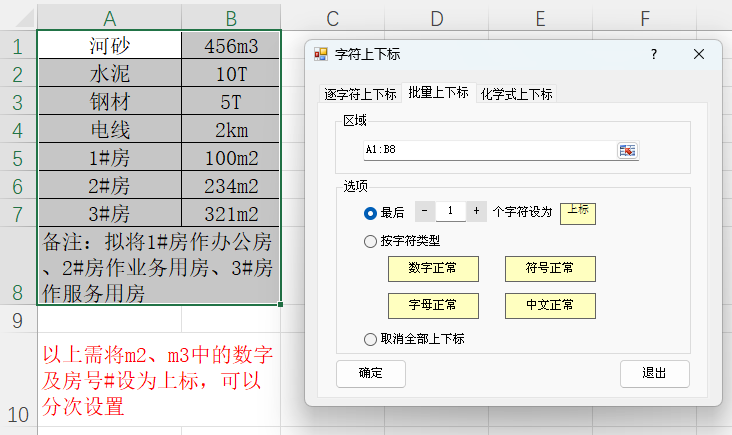 A B C D E F
1 河砂 456m3
2 水泥 10T
3 钢材 5T
4 电线 2km
5 1#房 100m2
6 2#房 234m2
7 3#房 321m2
8 备注：拟将1#房作办公房
、2#房作业务用房、3#房
作服务用房
9
10 以上需将m2、m3中的数字
及房号#设为上标，可以
分次设置
字符上下标 ?
逐字符上下标 批量上下标 化学式上下标
区域
A1:B8
选项
最后 - 1 + 个字符设为 上标
按字符类型
数字正常 符号正常
字母正常 中文正常
取消全部上下标
确定 退出